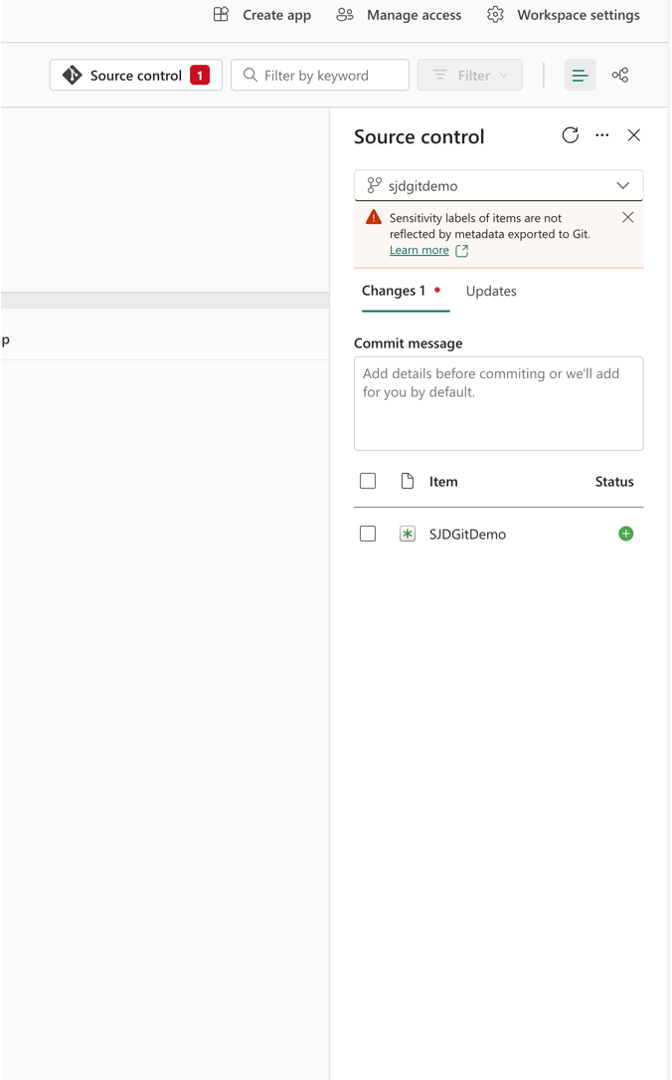 Create app
Manage access
Workspace settings
Source control 1
Filter by keyword
Filter
Source control
sjdgitdemo
Sensitivity labels of items are not
reflected by metadata exported to Git.
Learn more
Changes 1
Updates
p
Commit message
Add details before commiting or we'll add
for you by default.
Item
Status
SJDGitDemo